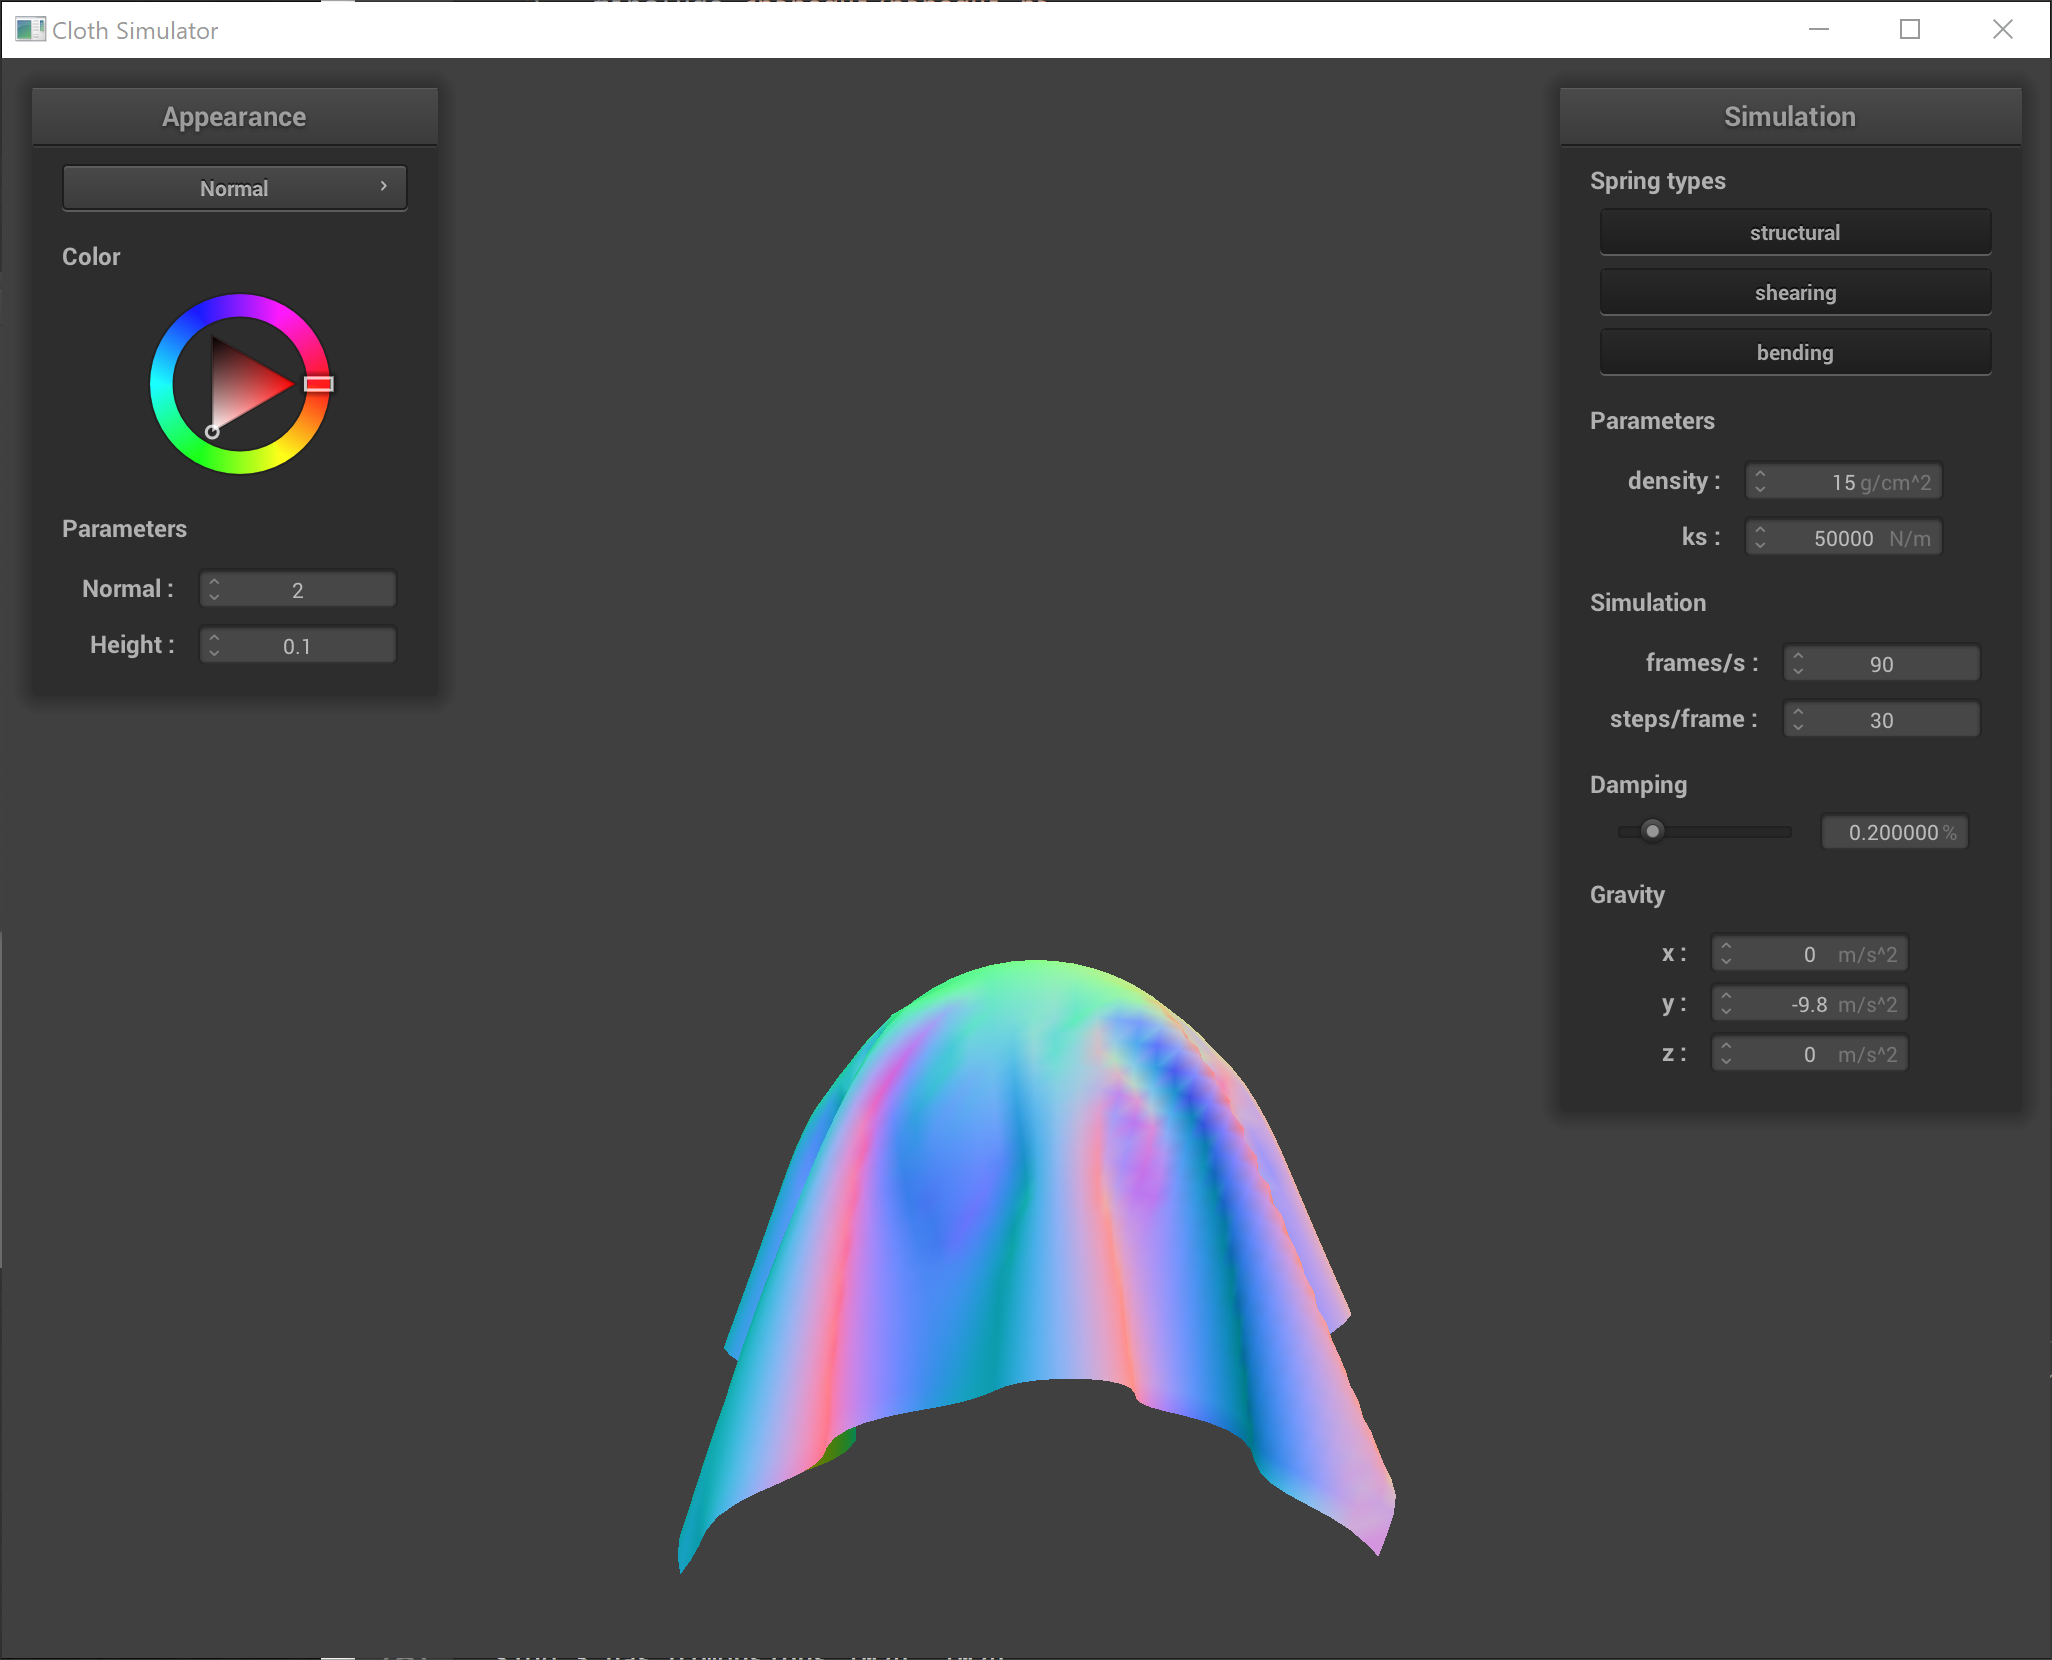 Cloth Simulator
Appearance
Normal
Color
Parameters
Normal : 2
Height : 0.1
Simulation
Spring types
structural
shearing
bending
Parameters
density : 15 g/cm^2
ks : 50000 N/m
Simulation
frames/s : 90
steps/frame : 30
Damping
0.200000 %
Gravity
x : 0 m/s^2
y : -9.8 m/s^2
z : 0 m/s^2